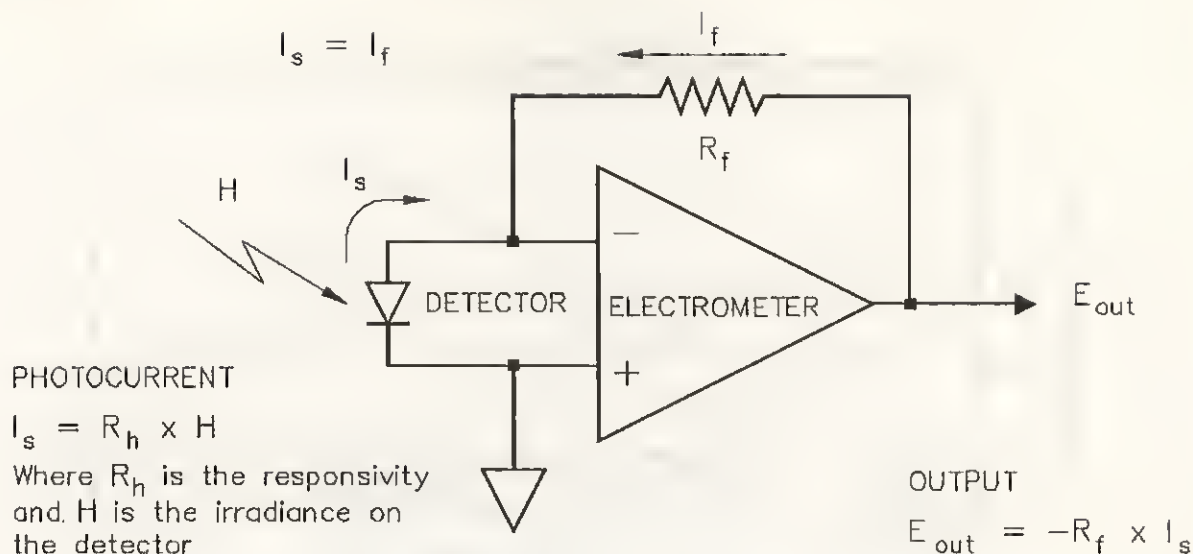 I_s = I_f
I_f
R_f
H
I_s
−
DETECTOR
ELECTROMETER
+
E_out
PHOTOCURRENT
I_s = R_h x H
Where R_h is the responsivity
and. H is the irradiance on
the detector
OUTPUT
E_out = -R_f x I_s